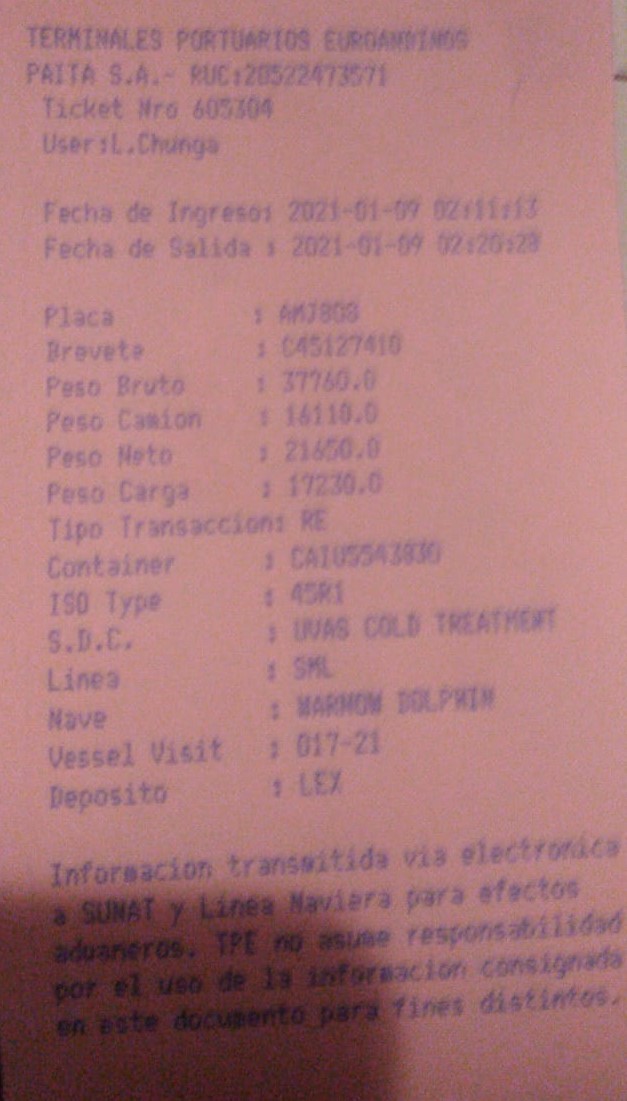 TERMINALES PORTUARIOS EUROANDINOS
PAITA S.A.- RUC:20522473571
Ticket Nro 605304
User:L.Chunga
Fecha de Ingreso: 2021-01-09 02:11:13
Fecha de Salida : 2021-01-09 02:20:28
Placa : AMJ808
Brevete : C45127410
Peso Bruto : 37760.0
Peso Camion : 16110.0
Peso Neto : 21650.0
Peso Carga : 17230.0
Tipo Transaccion: RE
Container : CAIU5543830
ISO Type : 45R1
S.D.C. : UVAS COLD TREATMENT
Linea : SML
Nave : WARNOW DOLPHIN
Vessel Visit : 017-21
Deposito : LEX
Informacion transmitida via electronica
a SUNAT y Linea Naviera para efectos
aduaneros. TPE no asume responsabilidad
por el uso de la informacion consignada
en este documento para fines distintos.